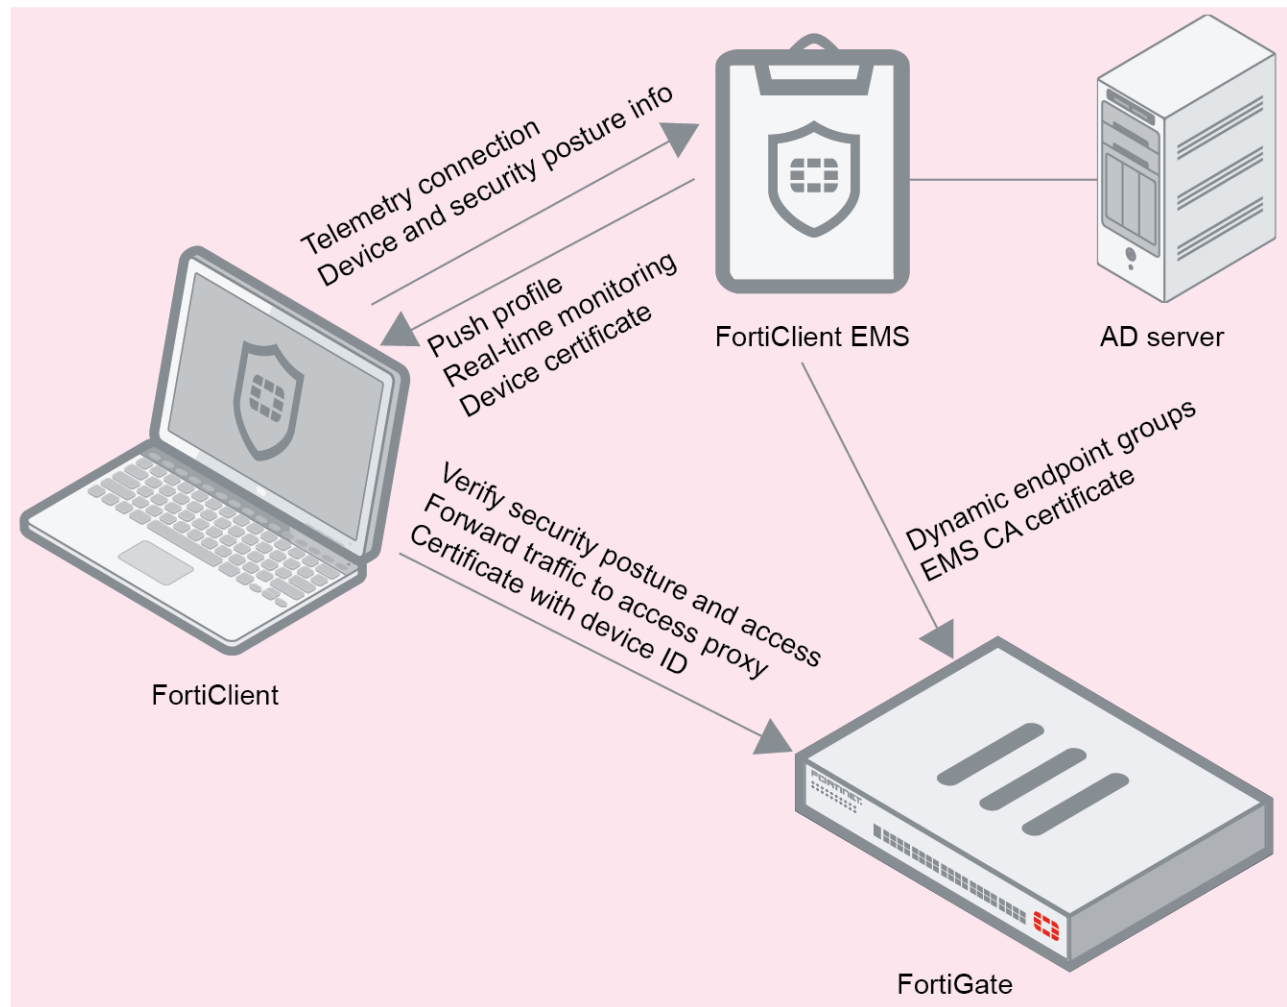 Telemetry connection
Device and security posture info
Push profile
Real-time monitoring
Device certificate
FortiClient EMS
AD server
Dynamic endpoint groups
EMS CA certificate
Verify security posture and access
Forward traffic to access proxy
Certificate with device ID
FortiClient
FORTINET
FortiGate